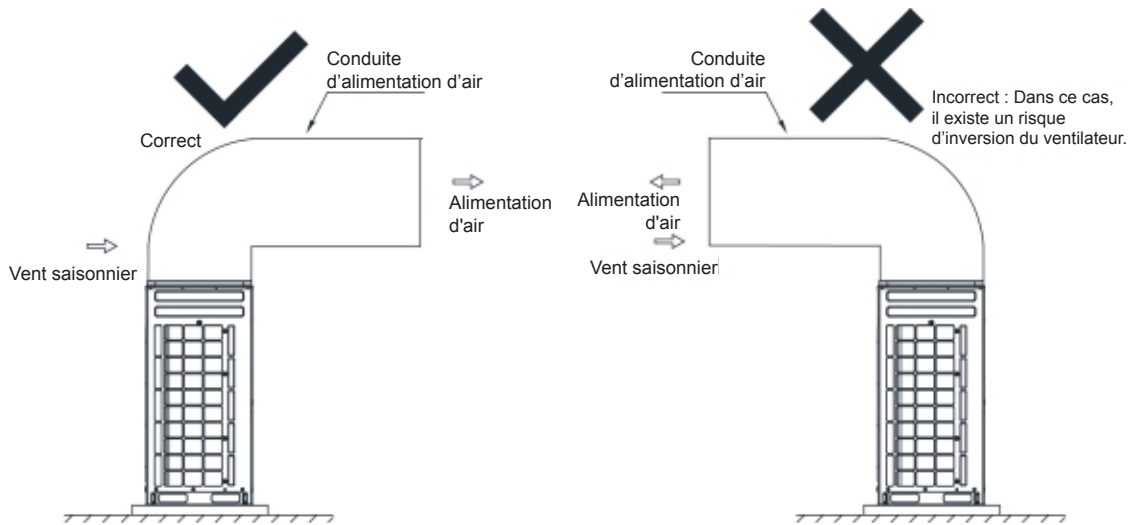 Conduite
d’alimentation d’air
Correct
Alimentation
d'air
Vent saisonnier
Conduite
d’alimentation d’air
Incorrect : Dans ce cas,
il existe un risque
d’inversion du ventilateur.
Alimentation
d'air
Vent saisonnier